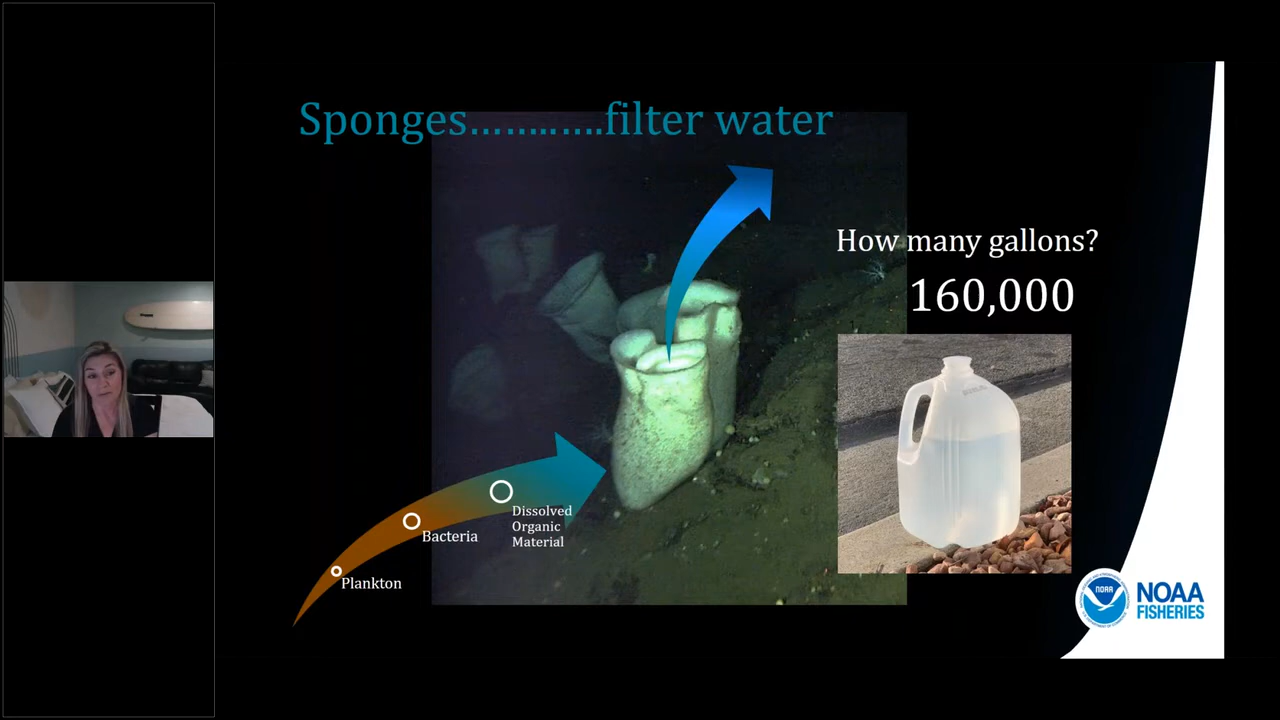 Sponges…………filter water
How many gallons?
160,000
Dissolved
Organic
Material
Bacteria
Plankton
NOAA
NOAA
FISHERIES